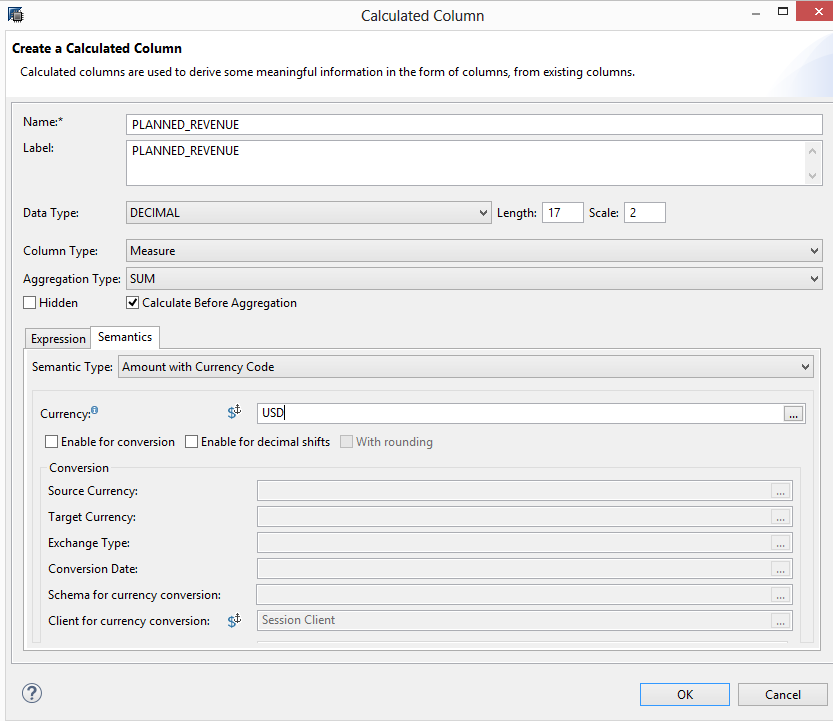 Calculated Column
Create a Calculated Column
Calculated columns are used to derive some meaningful information in the form of columns, from existing columns.
Name:* PLANNED_REVENUE
Label: PLANNED_REVENUE
Data Type: DECIMAL Length: 17 Scale: 2
Column Type: Measure
Aggregation Type: SUM
Hidden Calculate Before Aggregation
Expression Semantics
Semantic Type: Amount with Currency Code
Currency: USD ...
Enable for conversion Enable for decimal shifts With rounding
Conversion
Source Currency: ...
Target Currency: ...
Exchange Type: ...
Conversion Date: ...
Schema for currency conversion: ...
Client for currency conversion: Session Client ...
OK Cancel